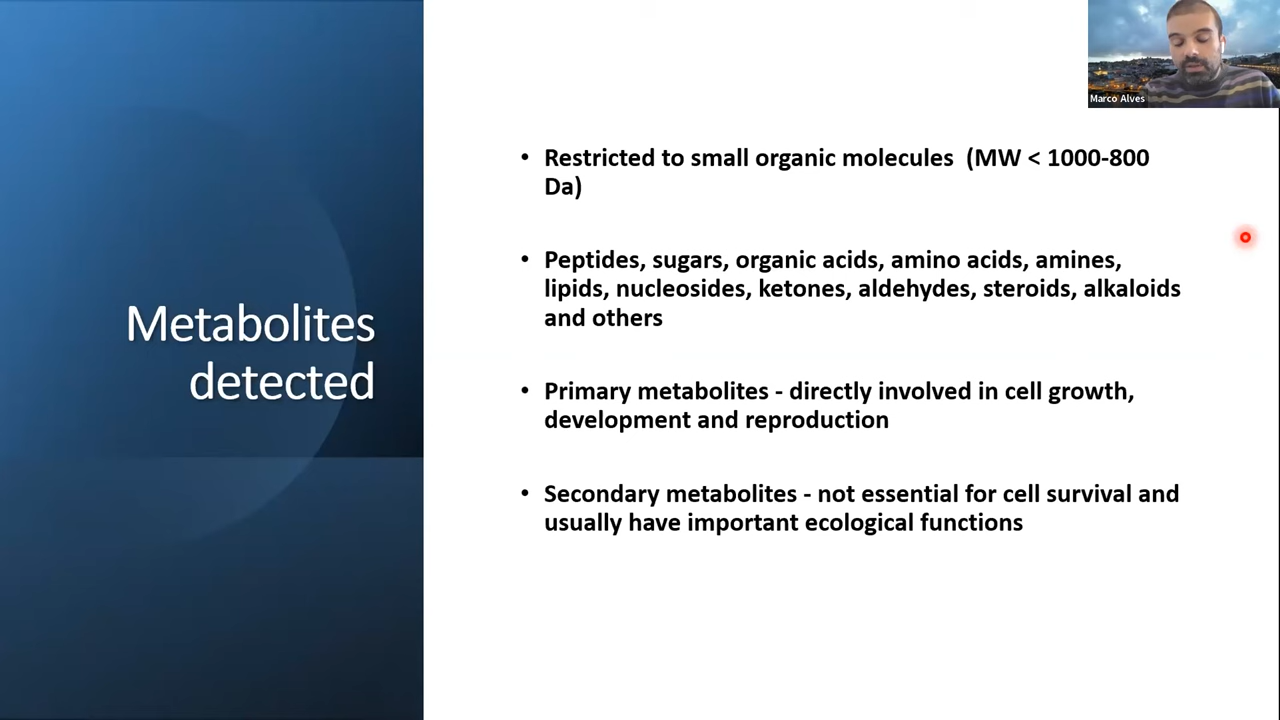 Metabolites
detected
• Restricted to small organic molecules  (MW < 1000-800
Da)
• Peptides, sugars, organic acids, amino acids, amines,
lipids, nucleosides, ketones, aldehydes, steroids, alkaloids
and others
• Primary metabolites - directly involved in cell growth,
development and reproduction
• Secondary metabolites - not essential for cell survival and
usually have important ecological functions
Marco Alves